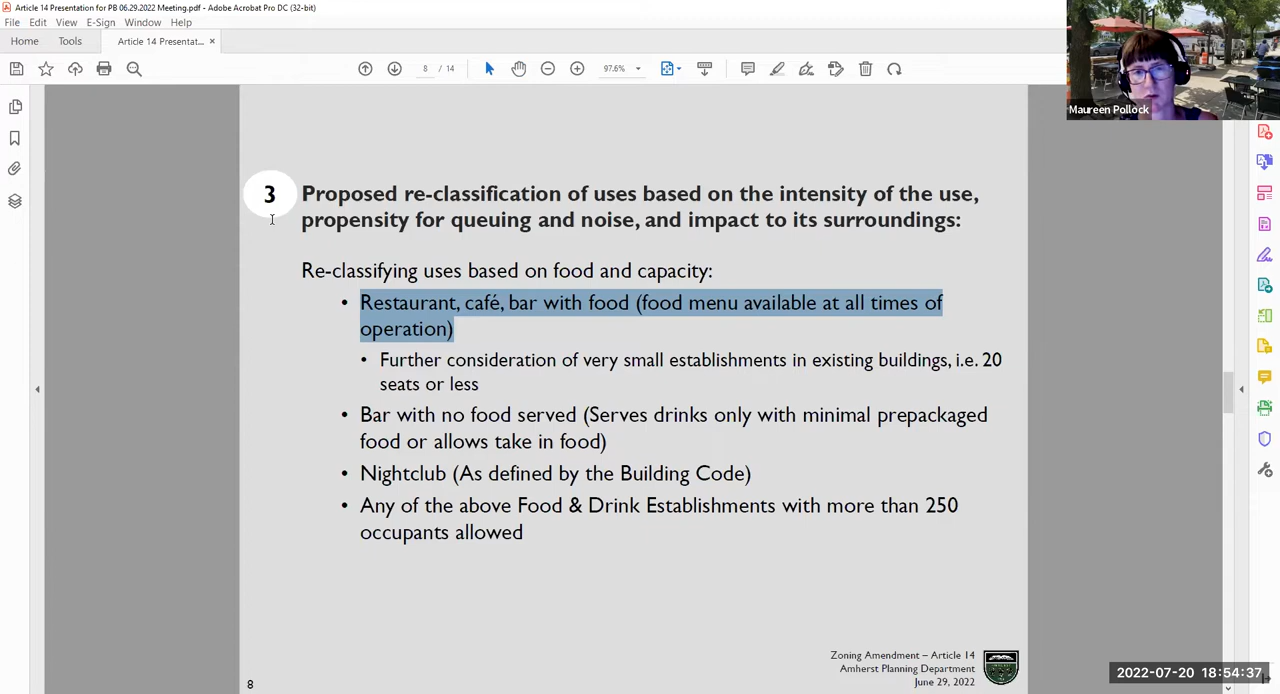 Article 14 Presentation for PB 06.29.2022 Meeting.pdf - Adobe Acrobat Pro DC (32-bit)
File Edit View E-Sign Window Help
Home Tools Article 14 Presentat... ×
8 / 14 97.6%
Maureen Pollock
3 Proposed re-classification of uses based on the intensity of the use,
propensity for queuing and noise, and impact to its surroundings:
Re-classifying uses based on food and capacity:
• Restaurant, café, bar with food (food menu available at all times of
operation)
• Further consideration of very small establishments in existing buildings, i.e. 20
seats or less
• Bar with no food served (Serves drinks only with minimal prepackaged
food or allows take in food)
• Nightclub (As defined by the Building Code)
• Any of the above Food & Drink Establishments with more than 250
occupants allowed
Zoning Amendment – Article 14
Amherst Planning Department
June 29, 2022
8
2022-07-20 18:54:37